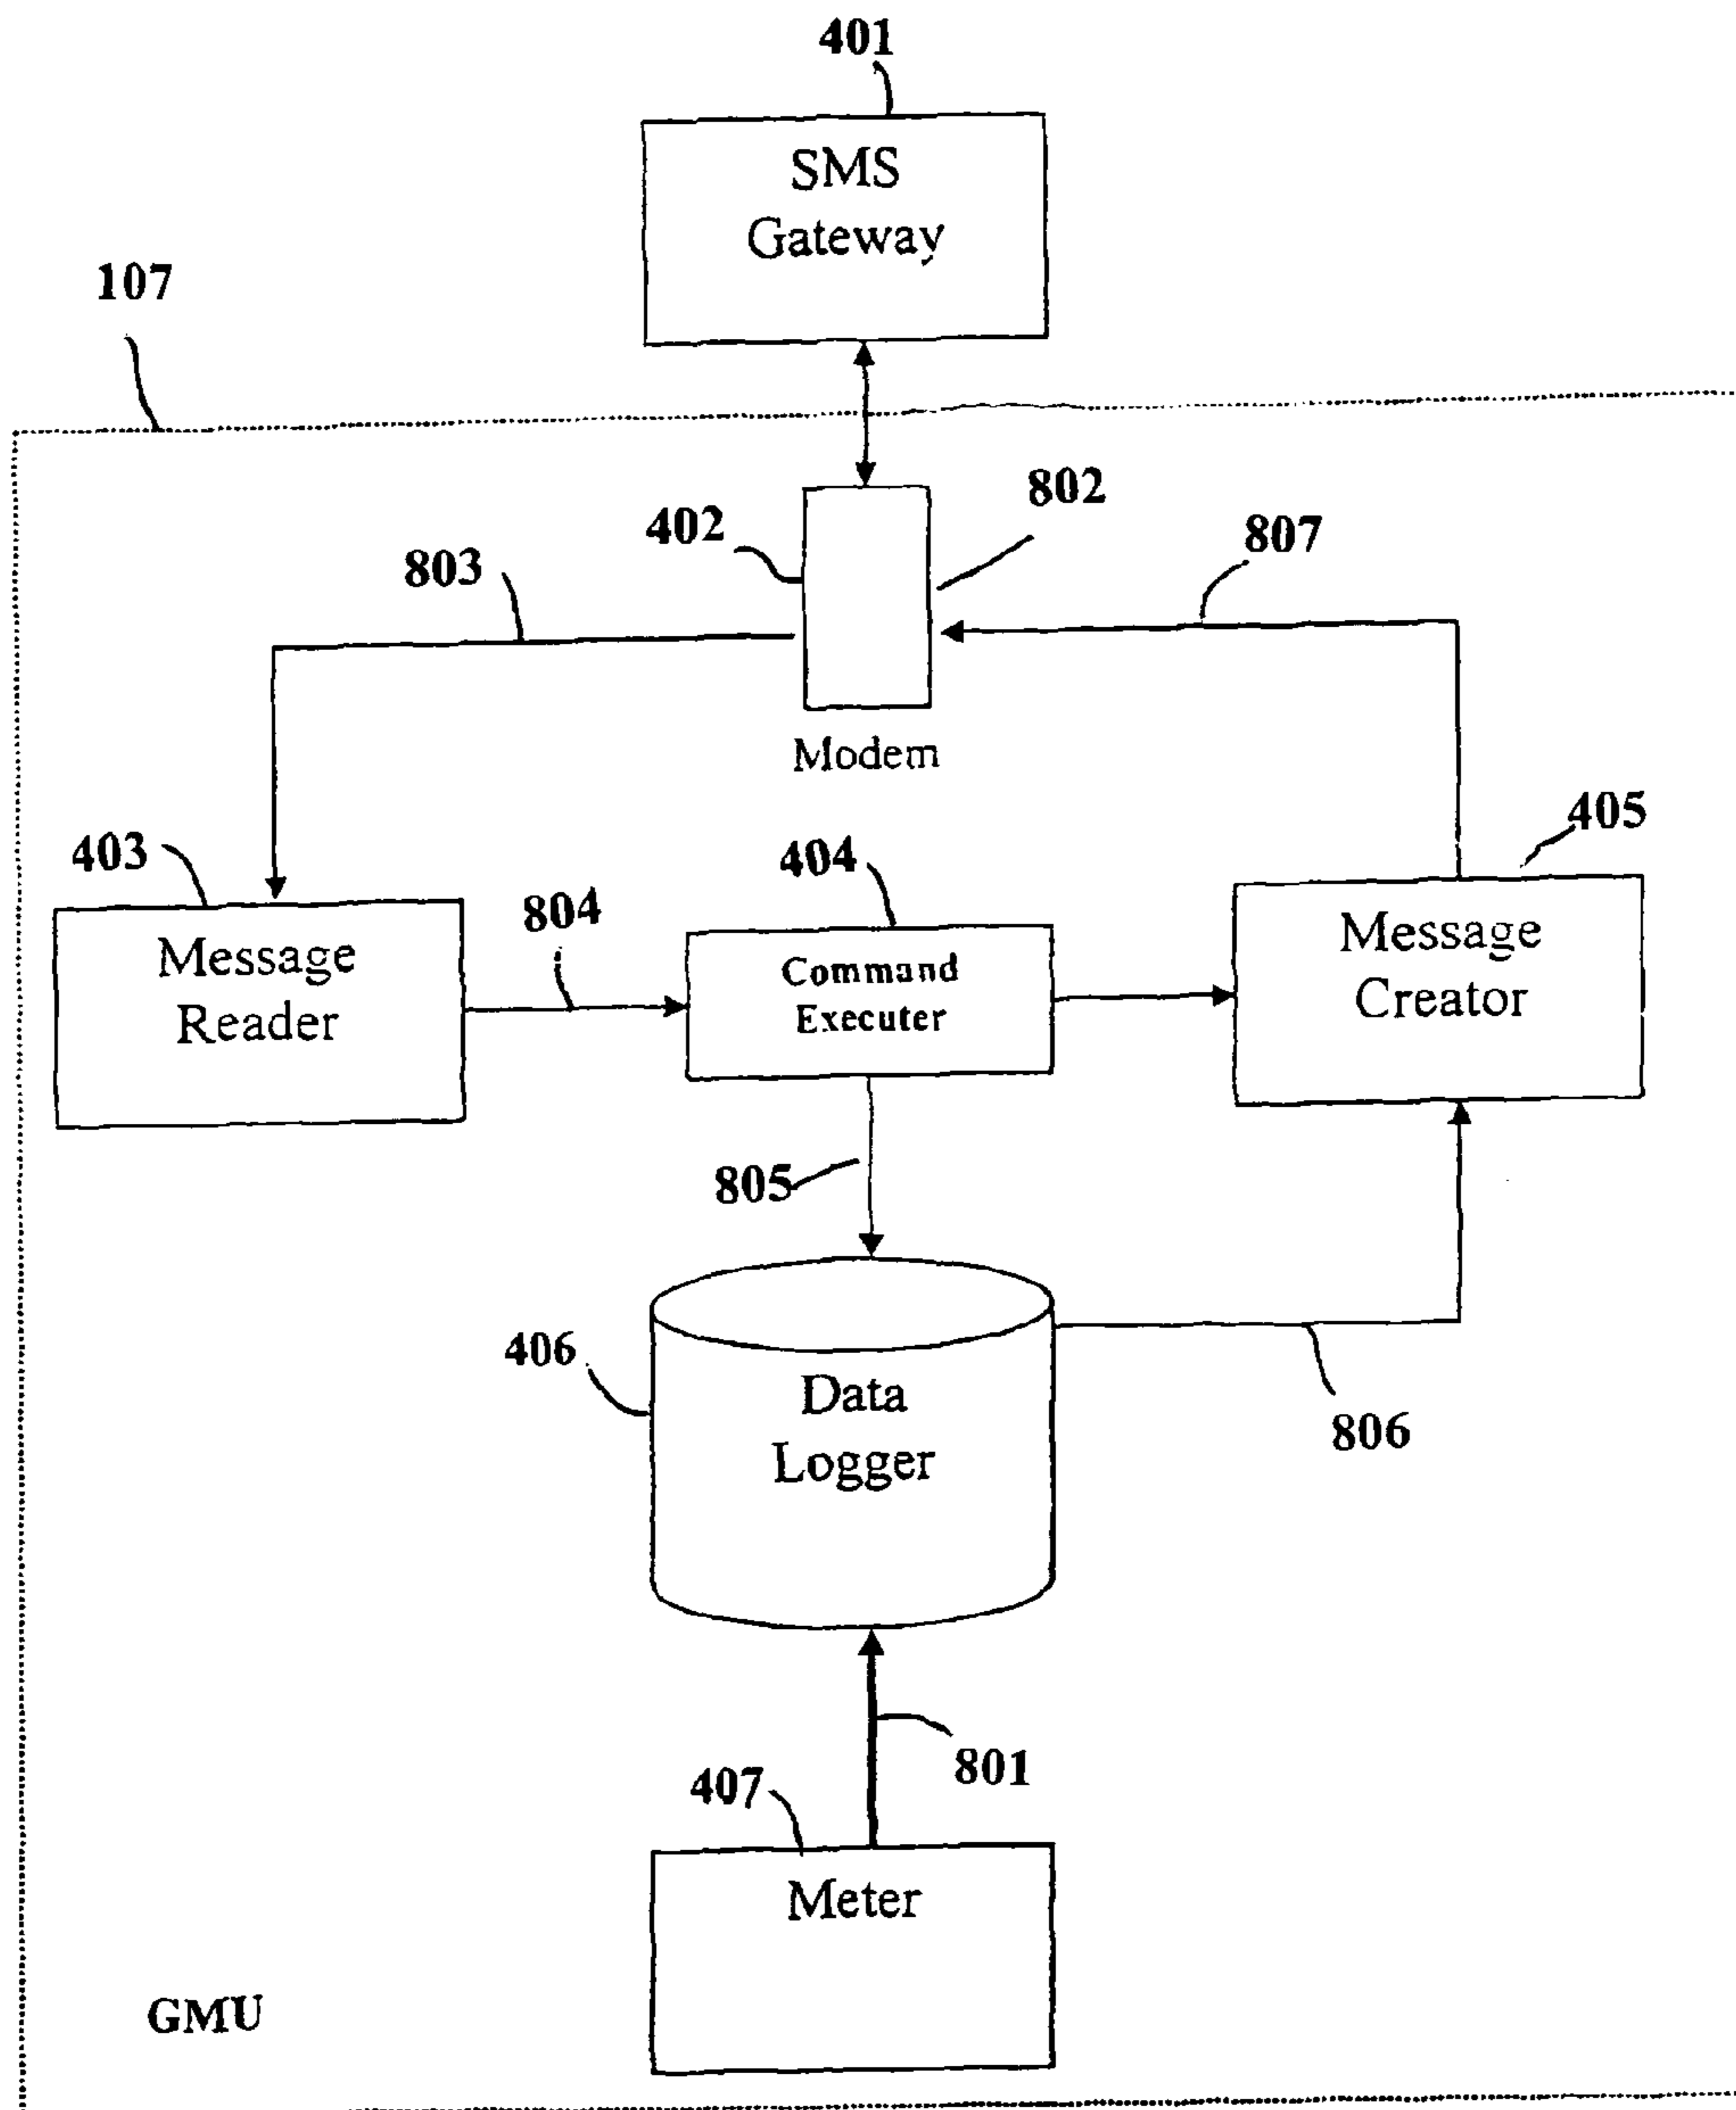 401
SMS
Gateway
107
402
802
803
807
Modem
403
404
405
804
Message
Reader
Command
Executer
Message
Creator
805
406
Data
Logger
806
801
407
Meter
GMU